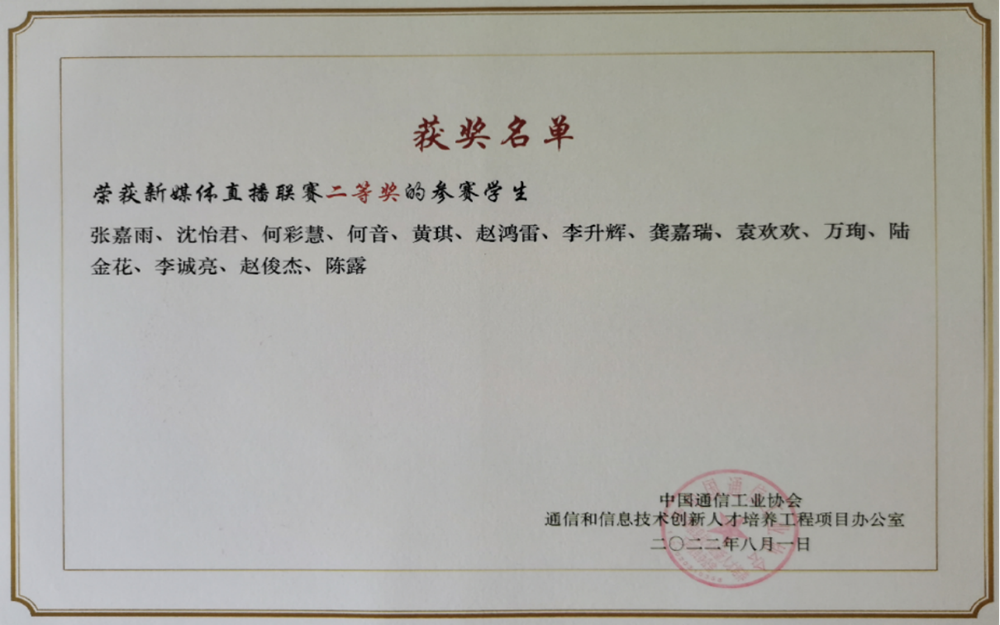 获奖名单
荣获新媒体直播联赛二等奖的参赛学生
张嘉雨、沈怡君、何彩慧、何音、黄琪、赵鸿雷、李升辉、龚嘉瑞、袁欢欢、万珣、陆
金花、李诚亮、赵俊杰、陈露
中国通信工业协会
通信和信息技术创新人才培养工程项目办公室
二〇二二年八月一日